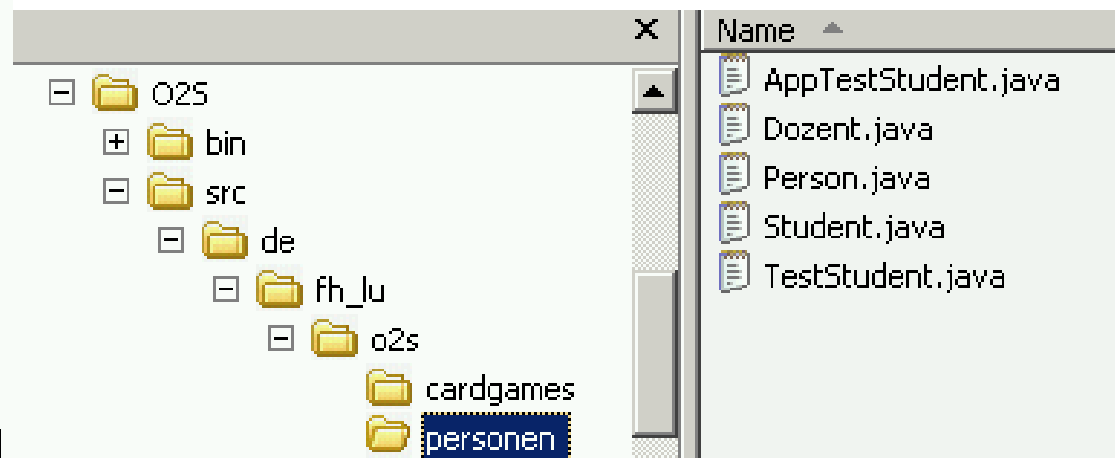 O2S
bin
src
de
fh_lu
o2s
cardgames
personen
Name
AppTestStudent.java
Dozent.java
Person.java
Student.java
TestStudent.java